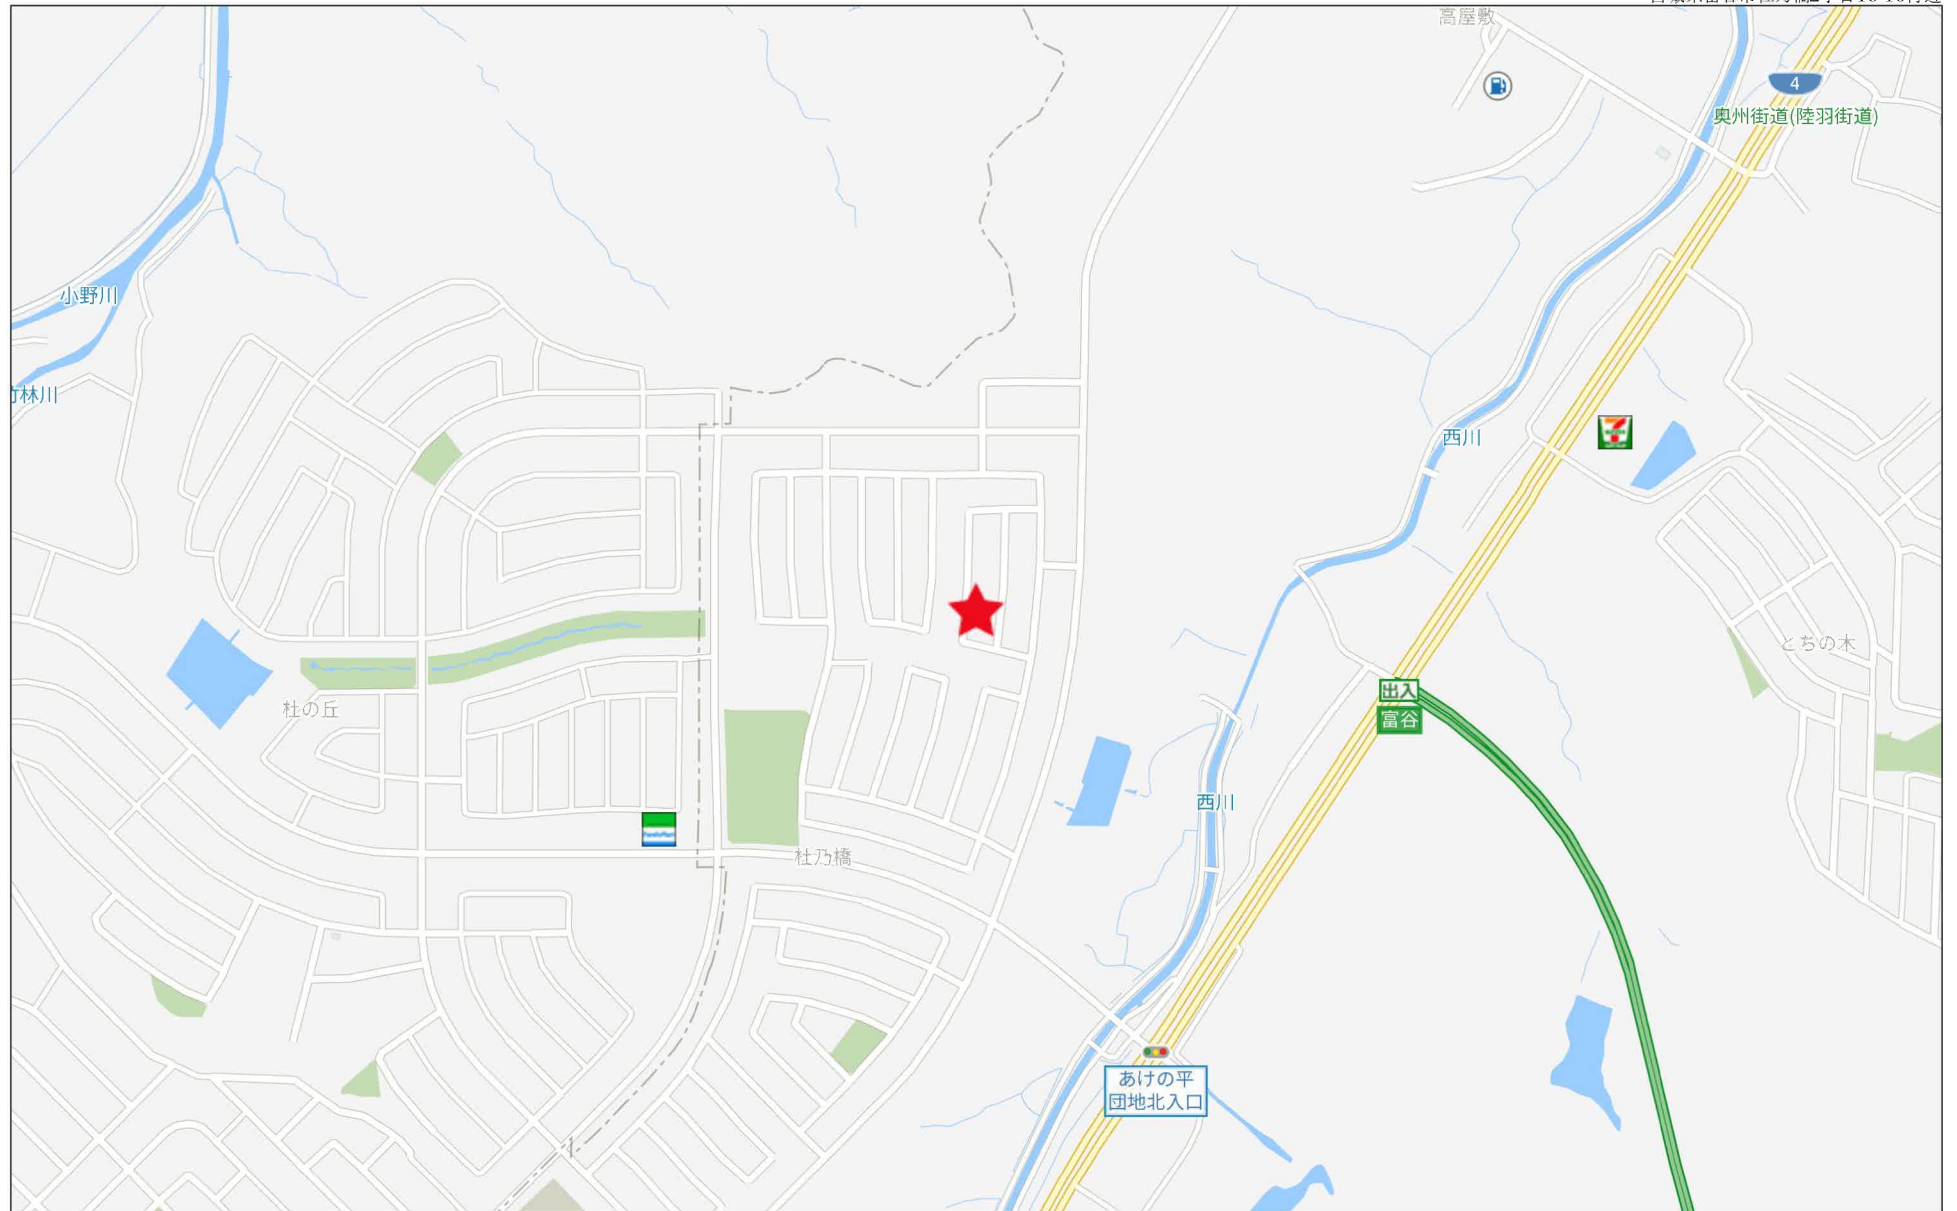 高屋敷
4
奥州街道(陸羽街道)
小野川
竹林川
西川
とちの木
出入
富谷
杜の丘
西川
杜乃橋
FamilyMart
あけの平
団地北入口